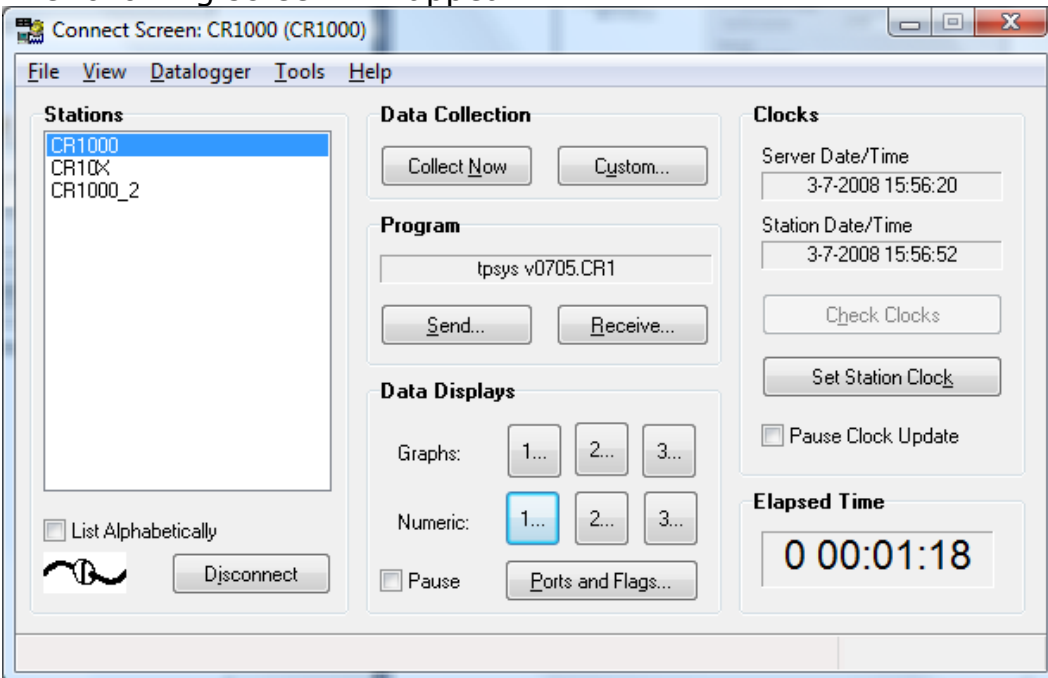 Connect Screen: CR1000 (CR1000)
File View Datalogger Tools Help
Stations
CR1000
CR10X
CR1000_2
List Alphabetically
Disconnect
Data Collection
Collect Now Custom...
Program
tpsys v0705.CR1
Send... Receive...
Data Displays
Graphs: 1... 2... 3...
Numeric: 1... 2... 3...
Pause Ports and Flags...
Clocks
Server Date/Time
3-7-2008 15:56:20
Station Date/Time
3-7-2008 15:56:52
Check Clocks
Set Station Clock
Pause Clock Update
Elapsed Time
0 00:01:18